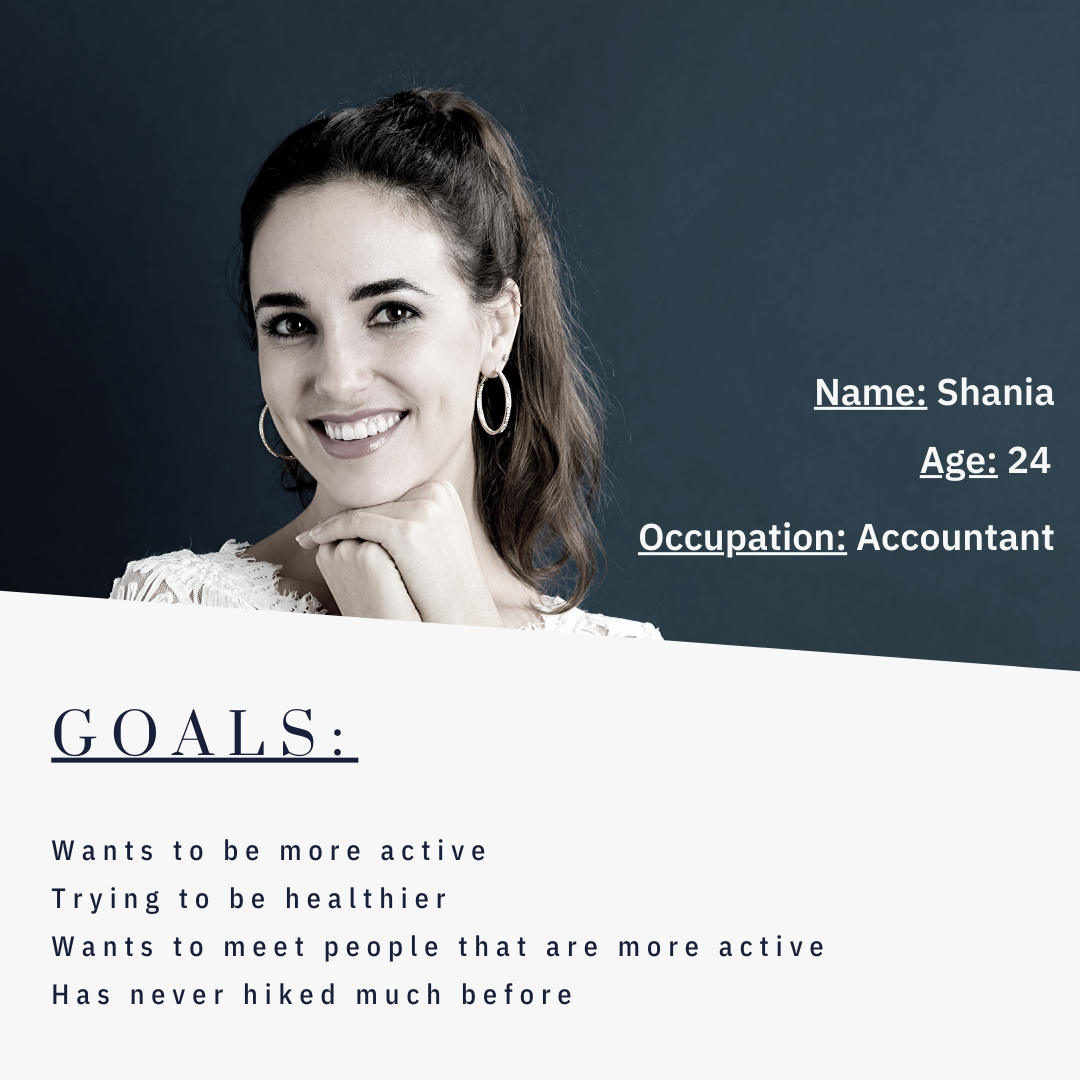 Name: Shania
Age: 24
Occupation: Accountant
GOALS:
Wants to be more active
Trying to be healthier
Wants to meet people that are more active
Has never hiked much before